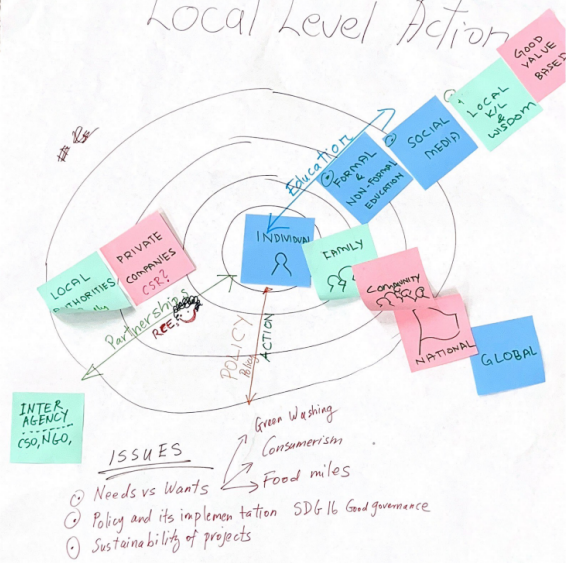 Local Level Action
GOOD
VALUE
BASED
LOCAL
K/L
&
WISDOM
SOCIAL
MEDIA
FORMAL
&
NON-FORMAL
EDUCATION
Education
INDIVIDUAL
FAMILY
COMMUNITY
NATIONAL
GLOBAL
PRIVATE
COMPANIES
CSR?
LOCAL
Partnerships
RCE
POLICY
Policy
ACTION
INTER
AGENCY
CSO, NGO,
ISSUES
Green Washing
Consumerism
Food miles
Needs vs Wants
Policy and its implementation SDG 16 Good governance
Sustainability of projects